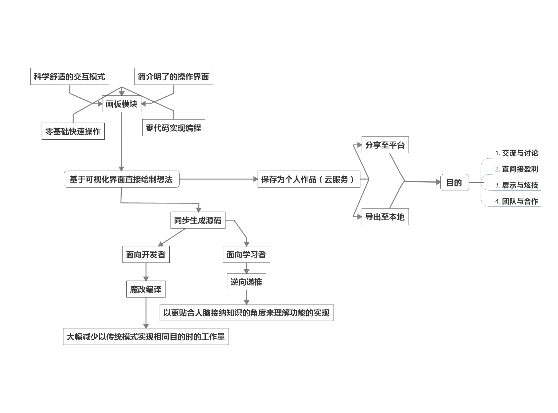 科学舒适的交互模式
简介明了的操作界面
画板模块
零基础快速操作
零代码实现编程
分享至平台
基于可视化界面直接绘制想法
保存为个人作品（云服务）
目的
1. 交流与讨论
2. 直间接盈利
3. 展示与炫技
4. 团队与合作
导出至本地
同步生成源码
面向开发者
面向学习者
魔改编译
逆向递推
以更贴合人脑接纳知识的角度来理解功能的实现
大幅减少以传统模式实现相同目的时的工作量